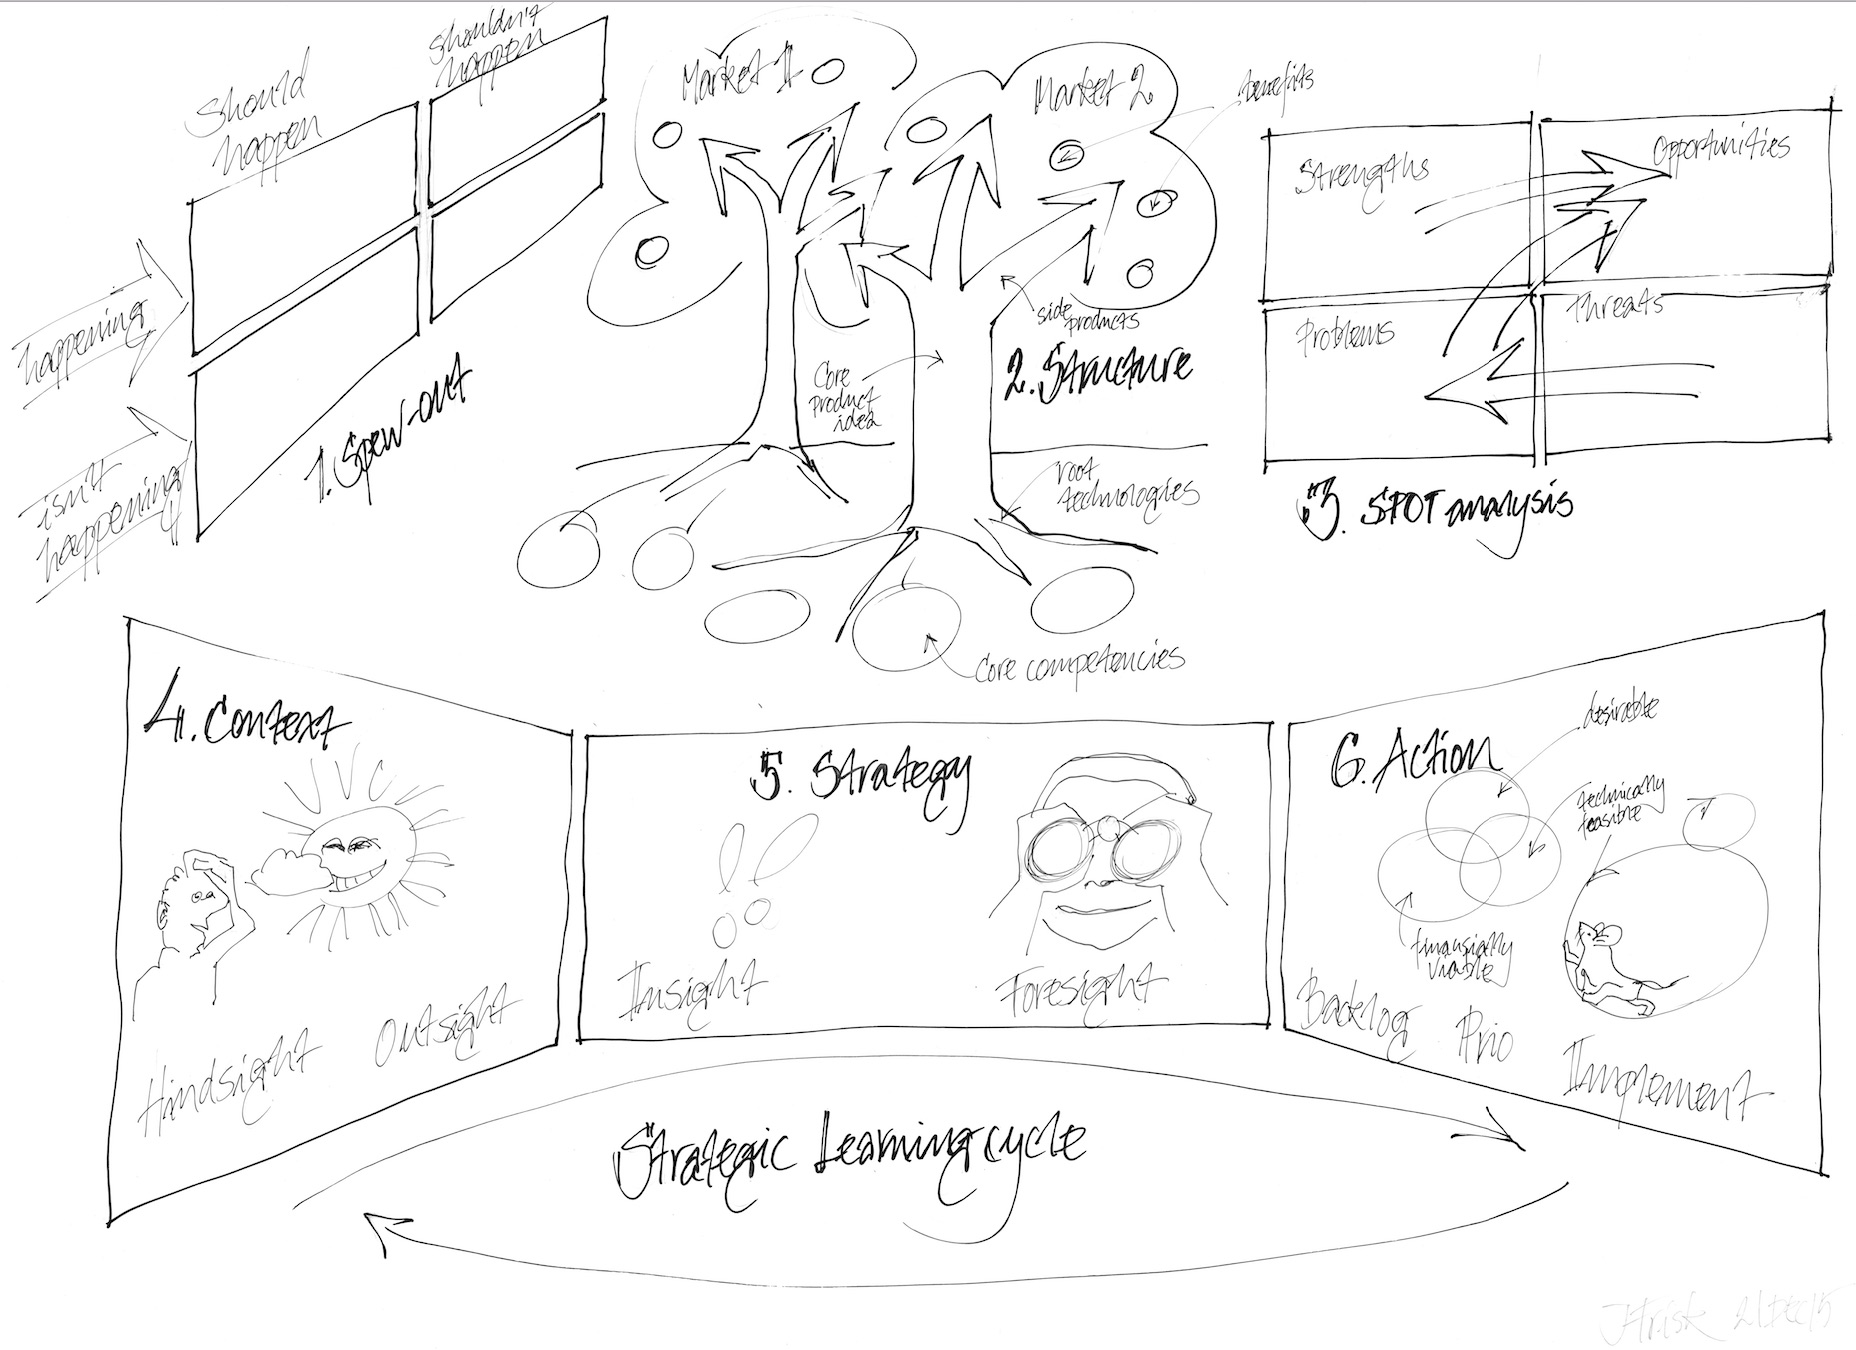 Should
happen
shouldn't
happen
happening
isn't
happening
1. Spew-out
Market 1
Market 2
benefits
side
products
Core
Product
idea
2. Structure
root
technologies
Core competencies
Strengths
Opportunities
Problems
Threats
3. SPOT analysis
4. Context
Hindsight
Outsight
5. Strategy
Insight
Foresight
6. Action
desirable
technically
feasible
finansially
viable
Backlog
Prio
Implement
Strategic Learning cycle
21Dec15